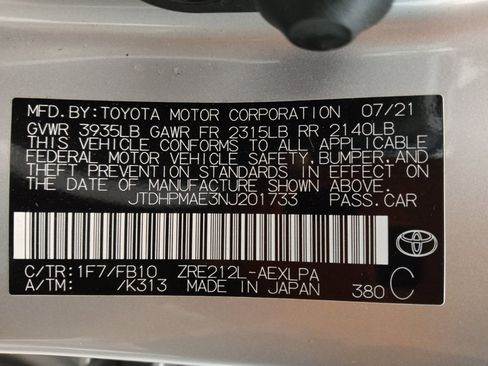 MFD.BY:TOYOTA MOTOR CORPORATION 07/21
GVWR 3935LB GAWR FR 2315LB RR 2140LB
THIS VEHICLE CONFORMS TO ALL APPLICABLE
FEDERAL MOTOR VEHICLE SAFETY,BUMPER,AND
THEFT PREVENTION STANDARDS IN EFFECT ON
THE DATE OF MANUFACTURE SHOWN ABOVE.
JTDHPMAE3NJ201733 PASS.CAR
C/TR:1F7/FB10 ZRE212L-AEXLPA
A/TM: /K313 MADE IN JAPAN 380 C
TOYOTA